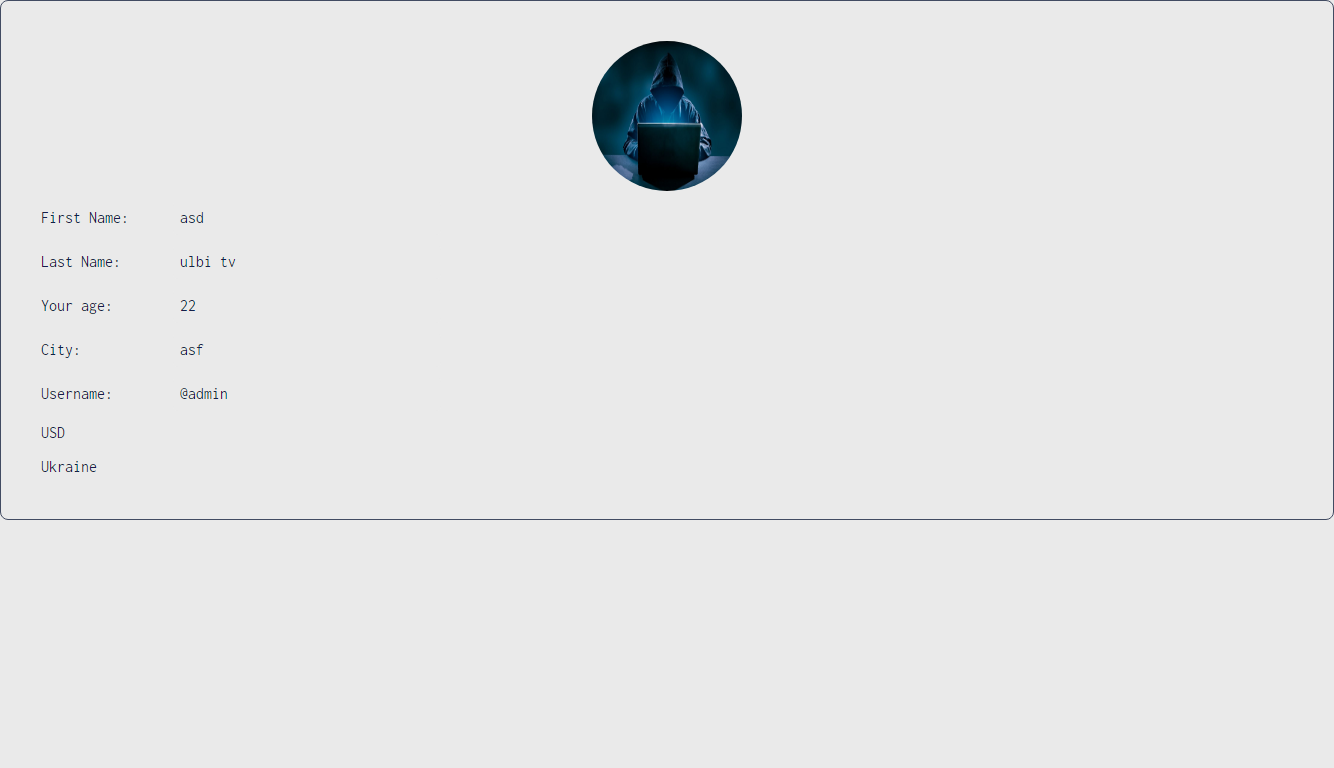 First Name: asd
Last Name: ulbi tv
Your age: 22
City: asf
Username: @admin
USD
Ukraine